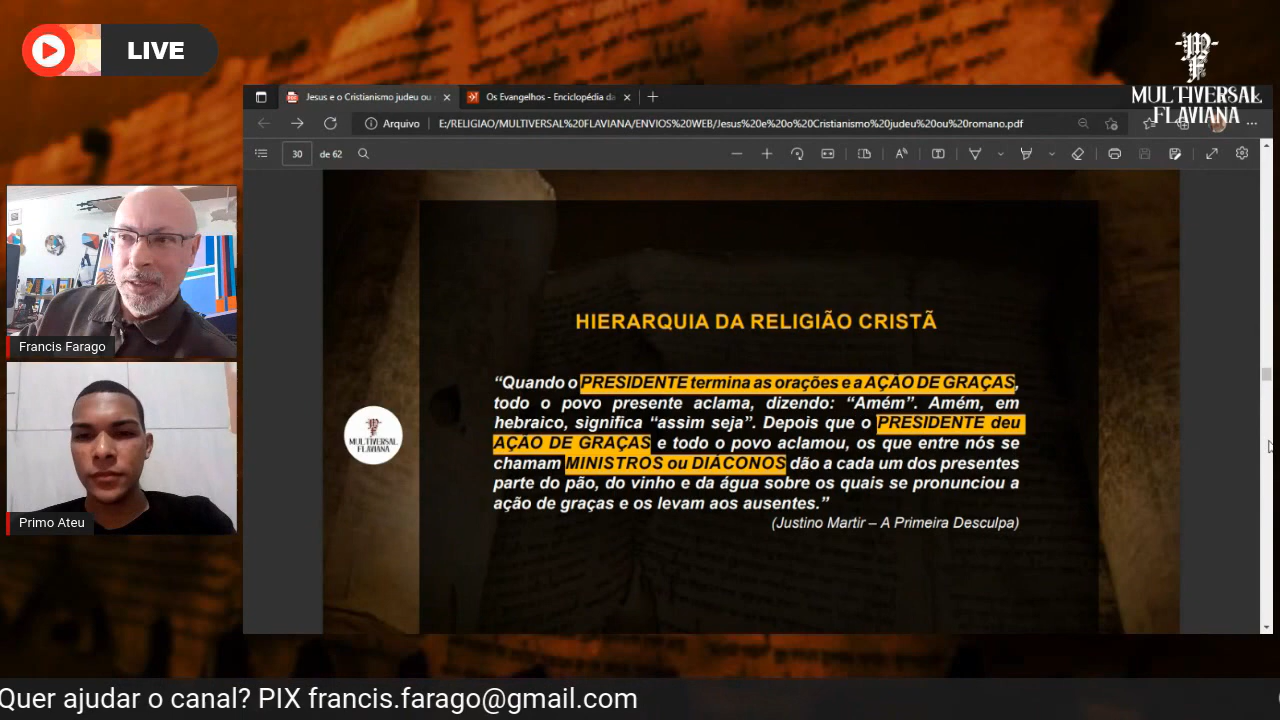 LIVE
MULTIVERSAL
FLAVIANA
Jesus e o Cristianismo judeu ou
Os Evangelhos - Enciclopédia da
Arquivo
E:/RELIGIAO/MULTIVERSAL%20FLAVIANA/ENVIOS%20WEB/Jesus%20e%20o%20Cristianismo%20judeu%20ou%20romano.pdf
30 de 62
HIERARQUIA DA RELIGIÃO CRISTÃ
“Quando o PRESIDENTE termina as orações e a AÇÃO DE GRAÇAS,
todo o povo presente aclama, dizendo: “Amém”. Amém, em
hebraico, significa “assim seja”. Depois que o PRESIDENTE deu
AÇÃO DE GRAÇAS e todo o povo aclamou, os que entre nós se
chamam MINISTROS ou DIÁCONOS dão a cada um dos presentes
parte do pão, do vinho e da água sobre os quais se pronunciou a
ação de graças e os levam aos ausentes.”
(Justino Martir – A Primeira Desculpa)
MULTIVERSAL
FLAVIANA
Francis Farago
Primo Ateu
Quer ajudar o canal? PIX francis.farago@gmail.com